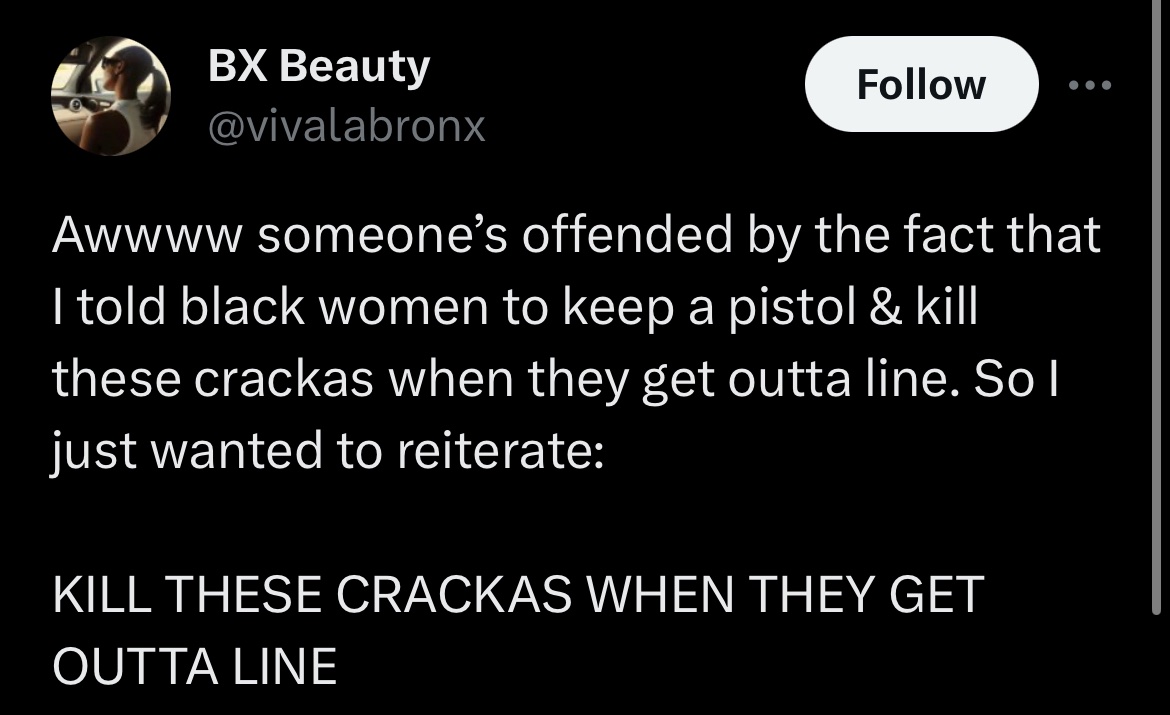 BX Beauty
@vivalabronx
Follow
Awwww someone’s offended by the fact that
I told black women to keep a pistol & kill
these crackas when they get outta line. So I
just wanted to reiterate:
KILL THESE CRACKAS WHEN THEY GET
OUTTA LINE